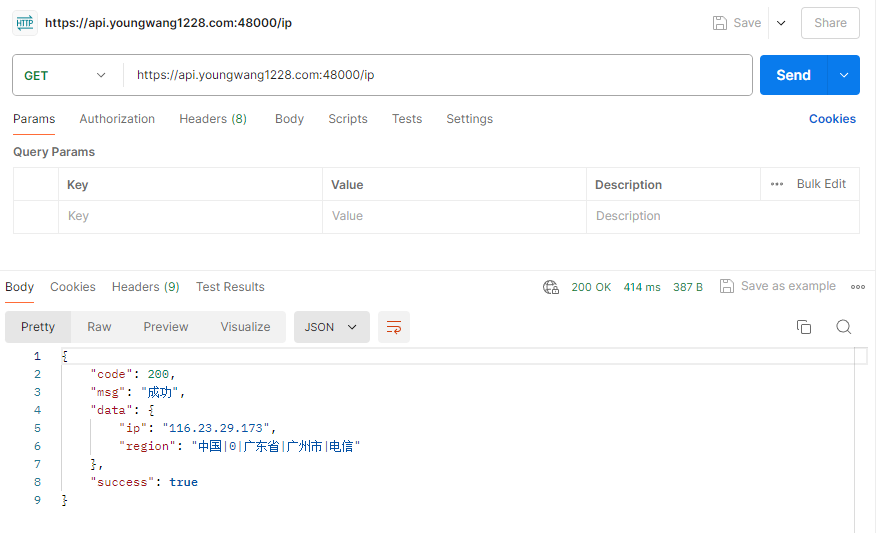 HTTP https://api.youngwang1228.com:48000/ip Save Share
GET https://api.youngwang1228.com:48000/ip Send
Params Authorization Headers (8) Body Scripts Tests Settings Cookies
Query Params
Key Value Description ••• Bulk Edit
Key Value Description
Body Cookies Headers (9) Test Results 200 OK 414 ms 387 B Save as example •••
Pretty Raw Preview Visualize JSON
1 {
2 "code": 200,
3 "msg": "成功",
4 "data": {
5 "ip": "116.23.29.173",
6 "region": "中国|0|广东省|广州市|电信"
7 },
8 "success": true
9 }